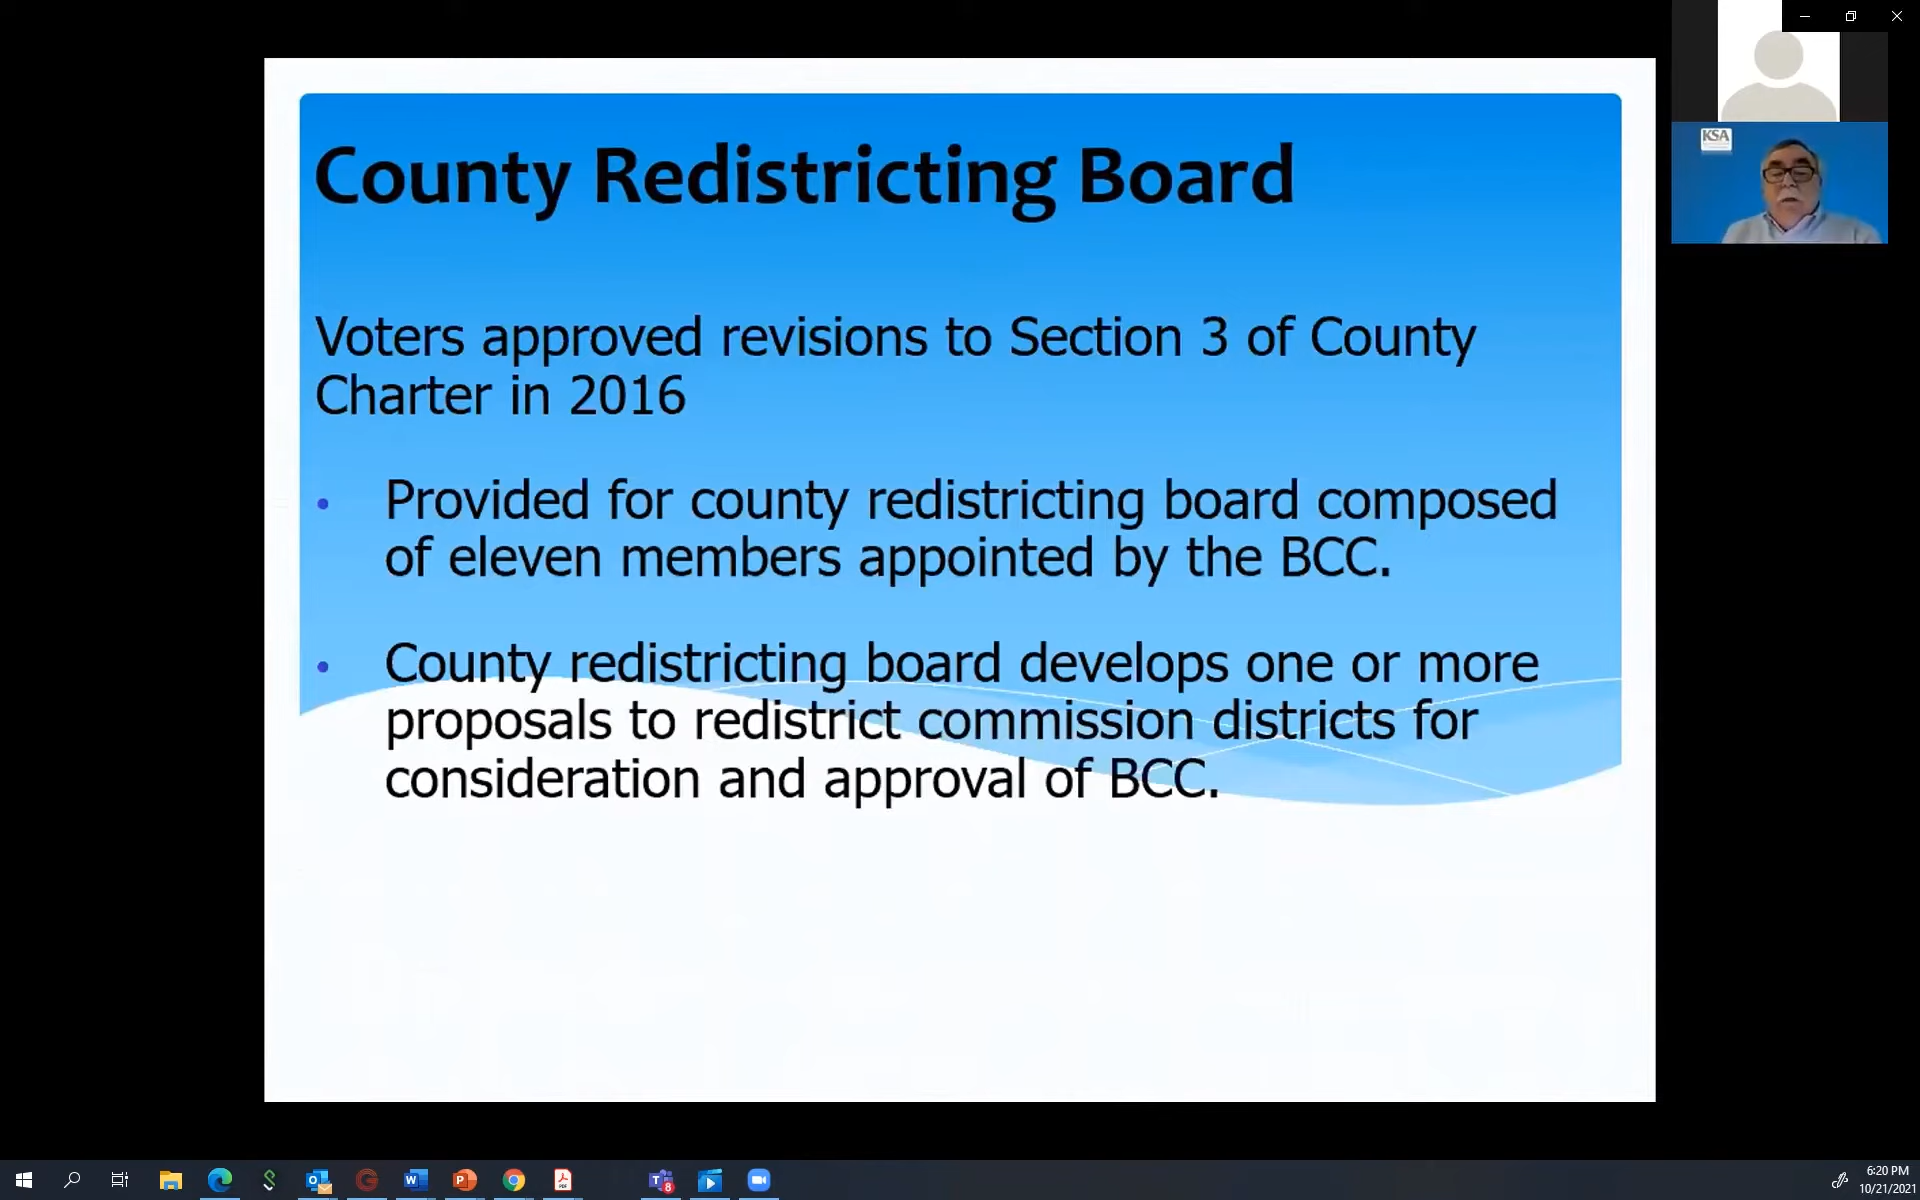 KSA
County Redistricting Board
Voters approved revisions to Section 3 of County
Charter in 2016
• Provided for county redistricting board composed
of eleven members appointed by the BCC.
• County redistricting board develops one or more
proposals to redistrict commission districts for
consideration and approval of BCC.
6:20 PM
10/21/2021